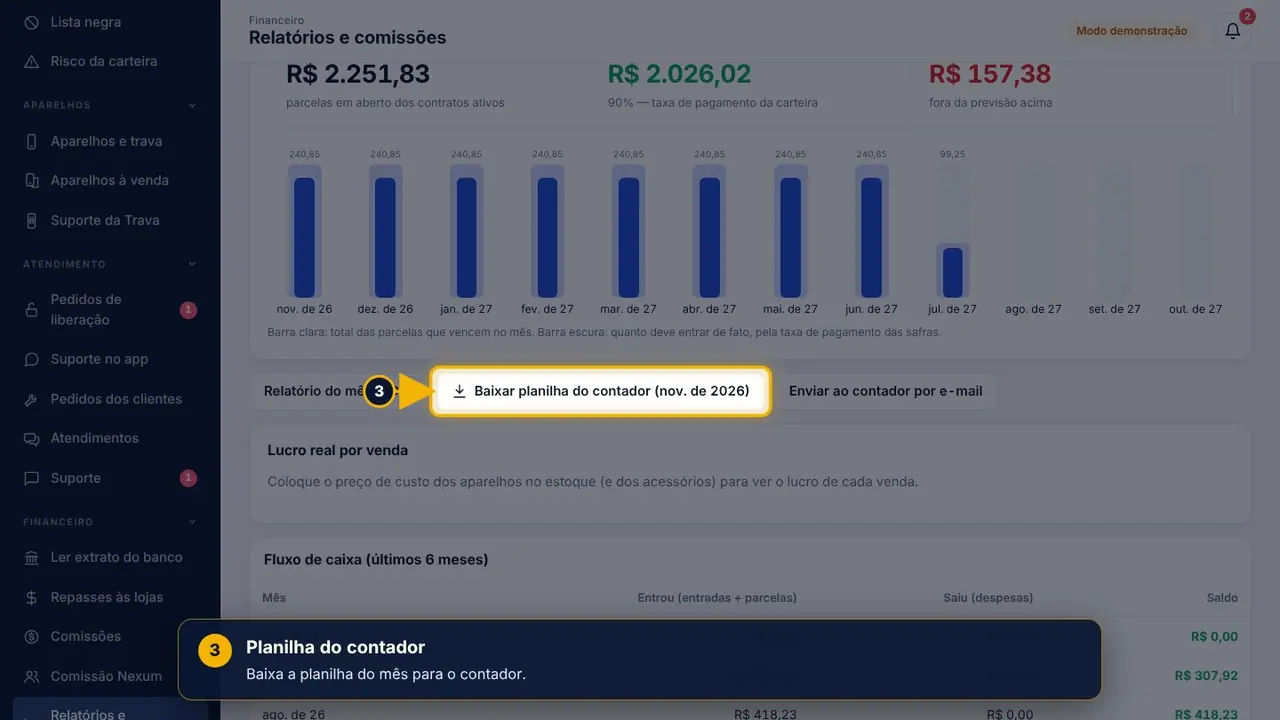 Lista negra
Risco da carteira
APARELHOS
Aparelhos e trava
Aparelhos à venda
Suporte da Trava
ATENDIMENTO
Pedidos de
liberação
1
Suporte no app
Pedidos dos clientes
Atendimentos
Suporte
1
FINANCEIRO
Ler extrato do banco
Repasses às lojas
Comissões
Comissão Nexum
Relatórios e
Financeiro
Relatórios e comissões
Modo demonstração
2
R$ 2.251,83
R$ 2.026,02
R$ 157,38
parcelas em aberto dos contratos ativos
90% — taxa de pagamento da carteira
fora da previsão acima
240,85 240,85 240,85 240,85 240,85 240,85 240,85 240,85 99,25
nov. de 26 dez. de 26 jan. de 27 fev. de 27 mar. de 27 abr. de 27 mai. de 27 jun. de 27 jul. de 27 ago. de 27 set. de 27 out. de 27
Barra clara: total das parcelas que vencem no mês. Barra escura: quanto deve entrar de fato, pela taxa de pagamento das safras.
Relatório do mê
3
Baixar planilha do contador (nov. de 2026)
Enviar ao contador por e-mail
Lucro real por venda
Coloque o preço de custo dos aparelhos no estoque (e dos acessórios) para ver o lucro de cada venda.
Fluxo de caixa (últimos 6 meses)
Mês Entrou (entradas + parcelas) Saiu (despesas) Saldo
R$ 0,00
R$ 307,92
ago. de 26 R$ 418,23 R$ 0,00 R$ 418,23
3
Planilha do contador
Baixa a planilha do mês para o contador.